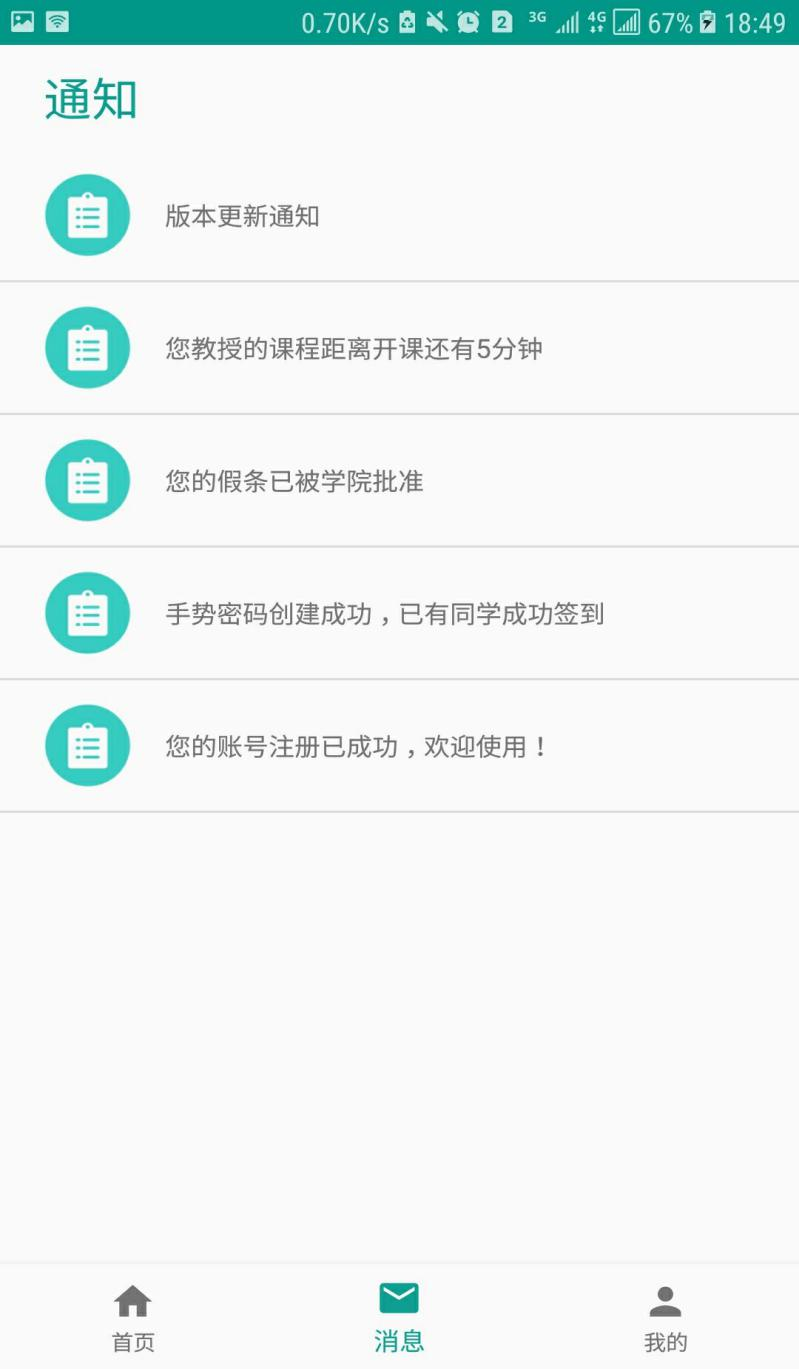 0.70K/s 2 3G 4G 67% 18:49
通知
版本更新通知
您教授的课程距离开课还有5分钟
您的假条已被学院批准
手势密码创建成功，已有同学成功签到
您的账号注册已成功，欢迎使用！
首页 消息 我的